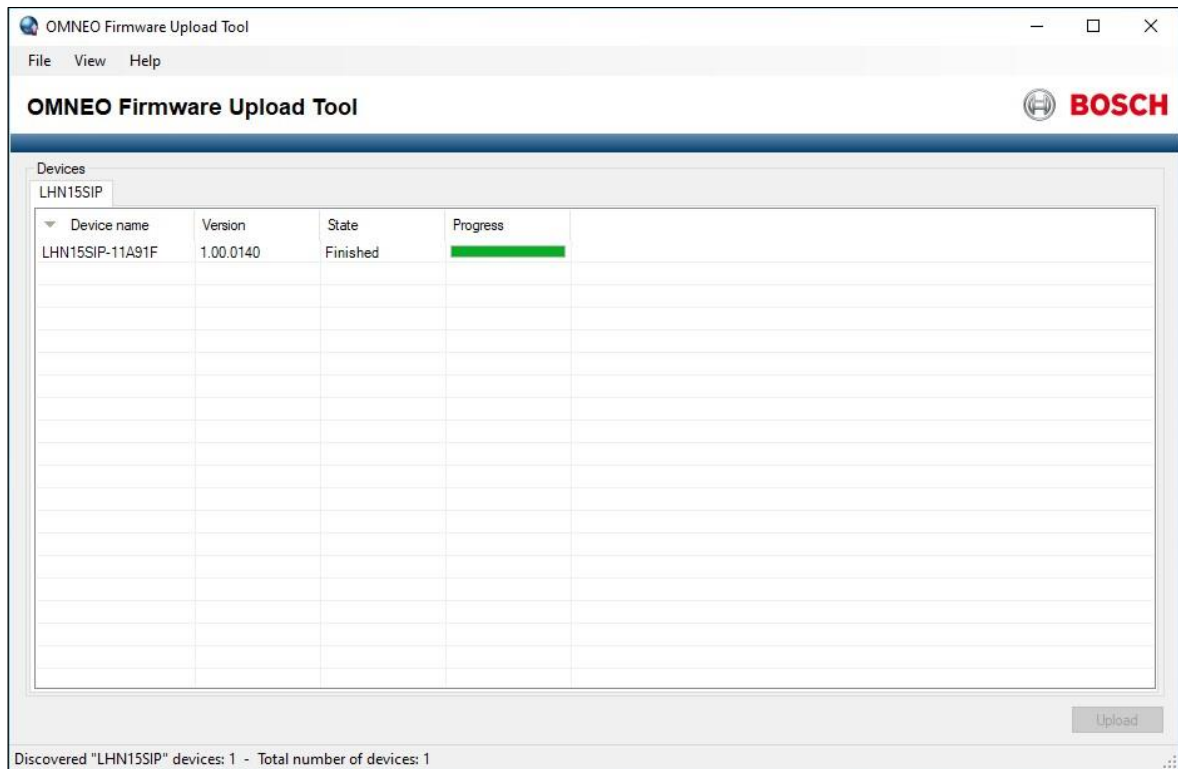 OMNEO Firmware Upload Tool
File View Help
OMNEO Firmware Upload Tool
BOSCH
Devices
LHN15SIP
Device name Version State Progress
LHN15SIP-11A91F 1.00.0140 Finished
Upload
Discovered "LHN15SIP" devices: 1 - Total number of devices: 1